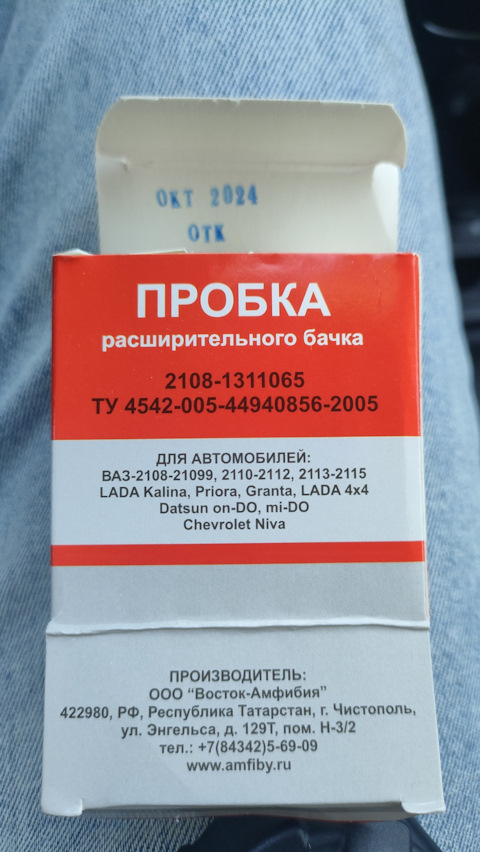 ОКТ 2024
ОТК
ПРОБКА
расширительного бачка
2108-1311065
ТУ 4542-005-44940856-2005
ДЛЯ АВТОМОБИЛЕЙ:
ВАЗ-2108-21099, 2110-2112, 2113-2115
LADA Kalina, Priora, Granta, LADA 4x4
Datsun on-DO, mi-DO
Chevrolet Niva
ПРОИЗВОДИТЕЛЬ:
ООО "Восток-Амфибия"
422980, РФ, Республика Татарстан, г. Чистополь,
ул. Энгельса, д. 129Т, пом. Н-3/2
тел.: +7(84342)5-69-09
www.amfiby.ru